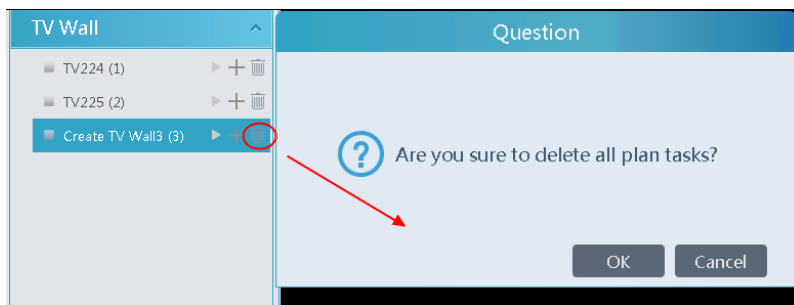 TV Wall
TV224 (1)
TV225 (2)
Create TV Wall3 (3)
Question
Are you sure to delete all plan tasks?
OK
Cancel